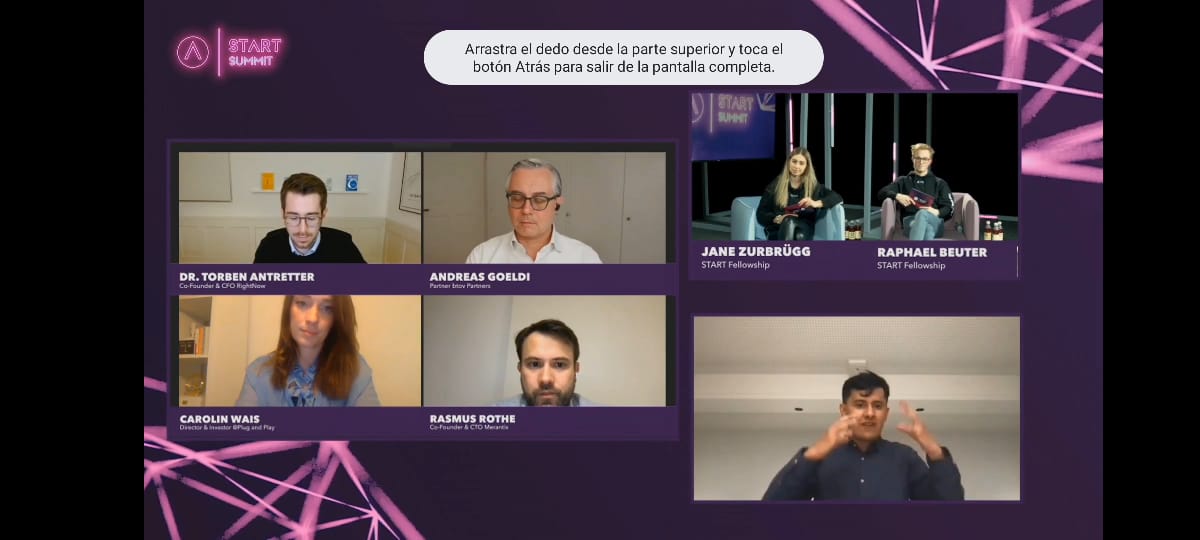 START
SUMMIT
Arrastra el dedo desde la parte superior y toca el
botón Atrás para salir de la pantalla completa.
START
SUMMIT
DR. TORBEN ANTRETTER
Co-Founder & CFO RightNow
ANDREAS GOELDI
Partner btov Partners
JANE ZURBRÜGG
START Fellowship
RAPHAEL BEUTER
START Fellowship
CAROLIN WAIS
Director & Investor @Plug and Play
RASMUS ROTHE
Co-Founder & CTO Merantix